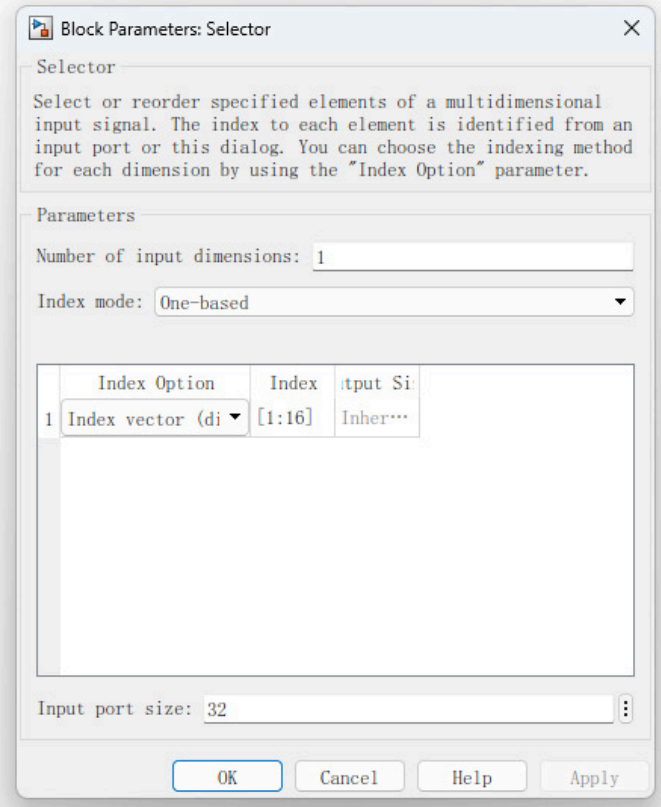 Block Parameters: Selector
Selector
Select or reorder specified elements of a multidimensional
input signal. The index to each element is identified from an
input port or this dialog. You can choose the indexing method
for each dimension by using the "Index Option" parameter.
Parameters
Number of input dimensions: 1
Index mode: One-based
Index Option Index tput Si
1 Index vector (di [1:16] Inher···
Input port size: 32
OK Cancel Help Apply